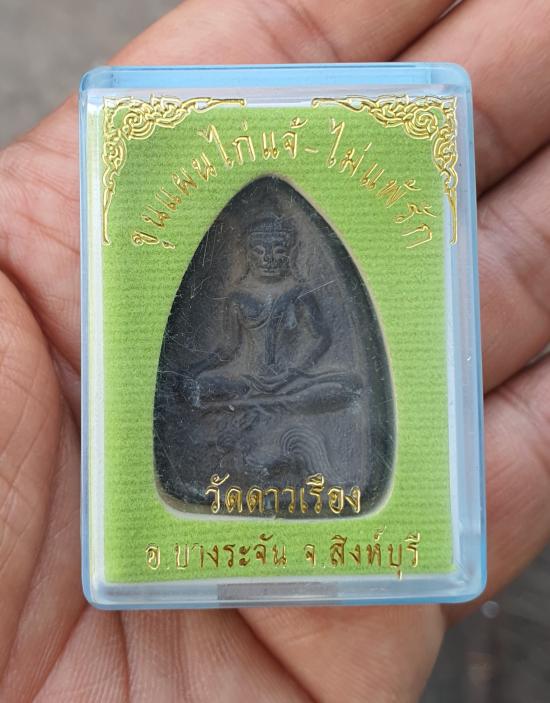 ขุนแผนไก่แจ้-ไม่แพ้รัก
วัดดาวเรือง
อ.บางระจัน จ.สิงห์บุรี